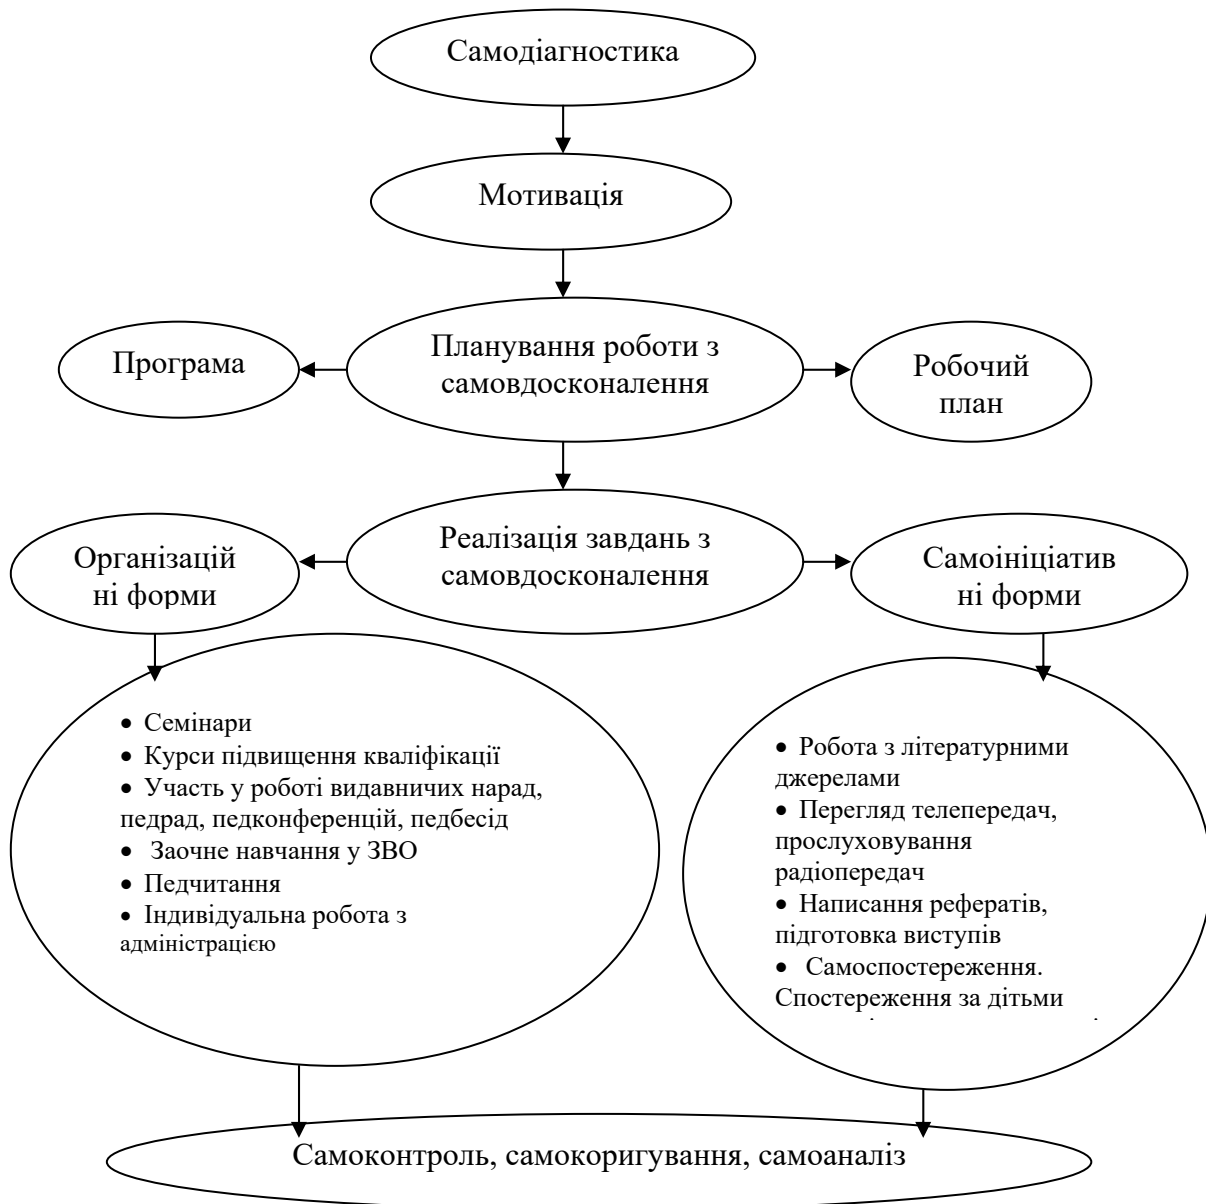 Самодіагностика
Мотивація
Планування роботи з
самовдосконалення
Програма
Робочий
план
Реалізація завдань з
самовдосконалення
Організацій
ні форми
Самоініціатив
ні форми
• Семінари
• Курси підвищення кваліфікації
• Участь у роботі видавничих нарад,
педрад, педконференцій, педбесід
• Заочне навчання у ЗВО
• Педчитання
• Індивідуальна робота з
адміністрацією
• Робота з літературними
джерелами
• Перегляд телепередач,
прослуховування
радіопередач
• Написання рефератів,
підготовка виступів
• Самоспостереження.
Спостереження за дітьми
Самоконтроль, самокоригування, самоаналіз